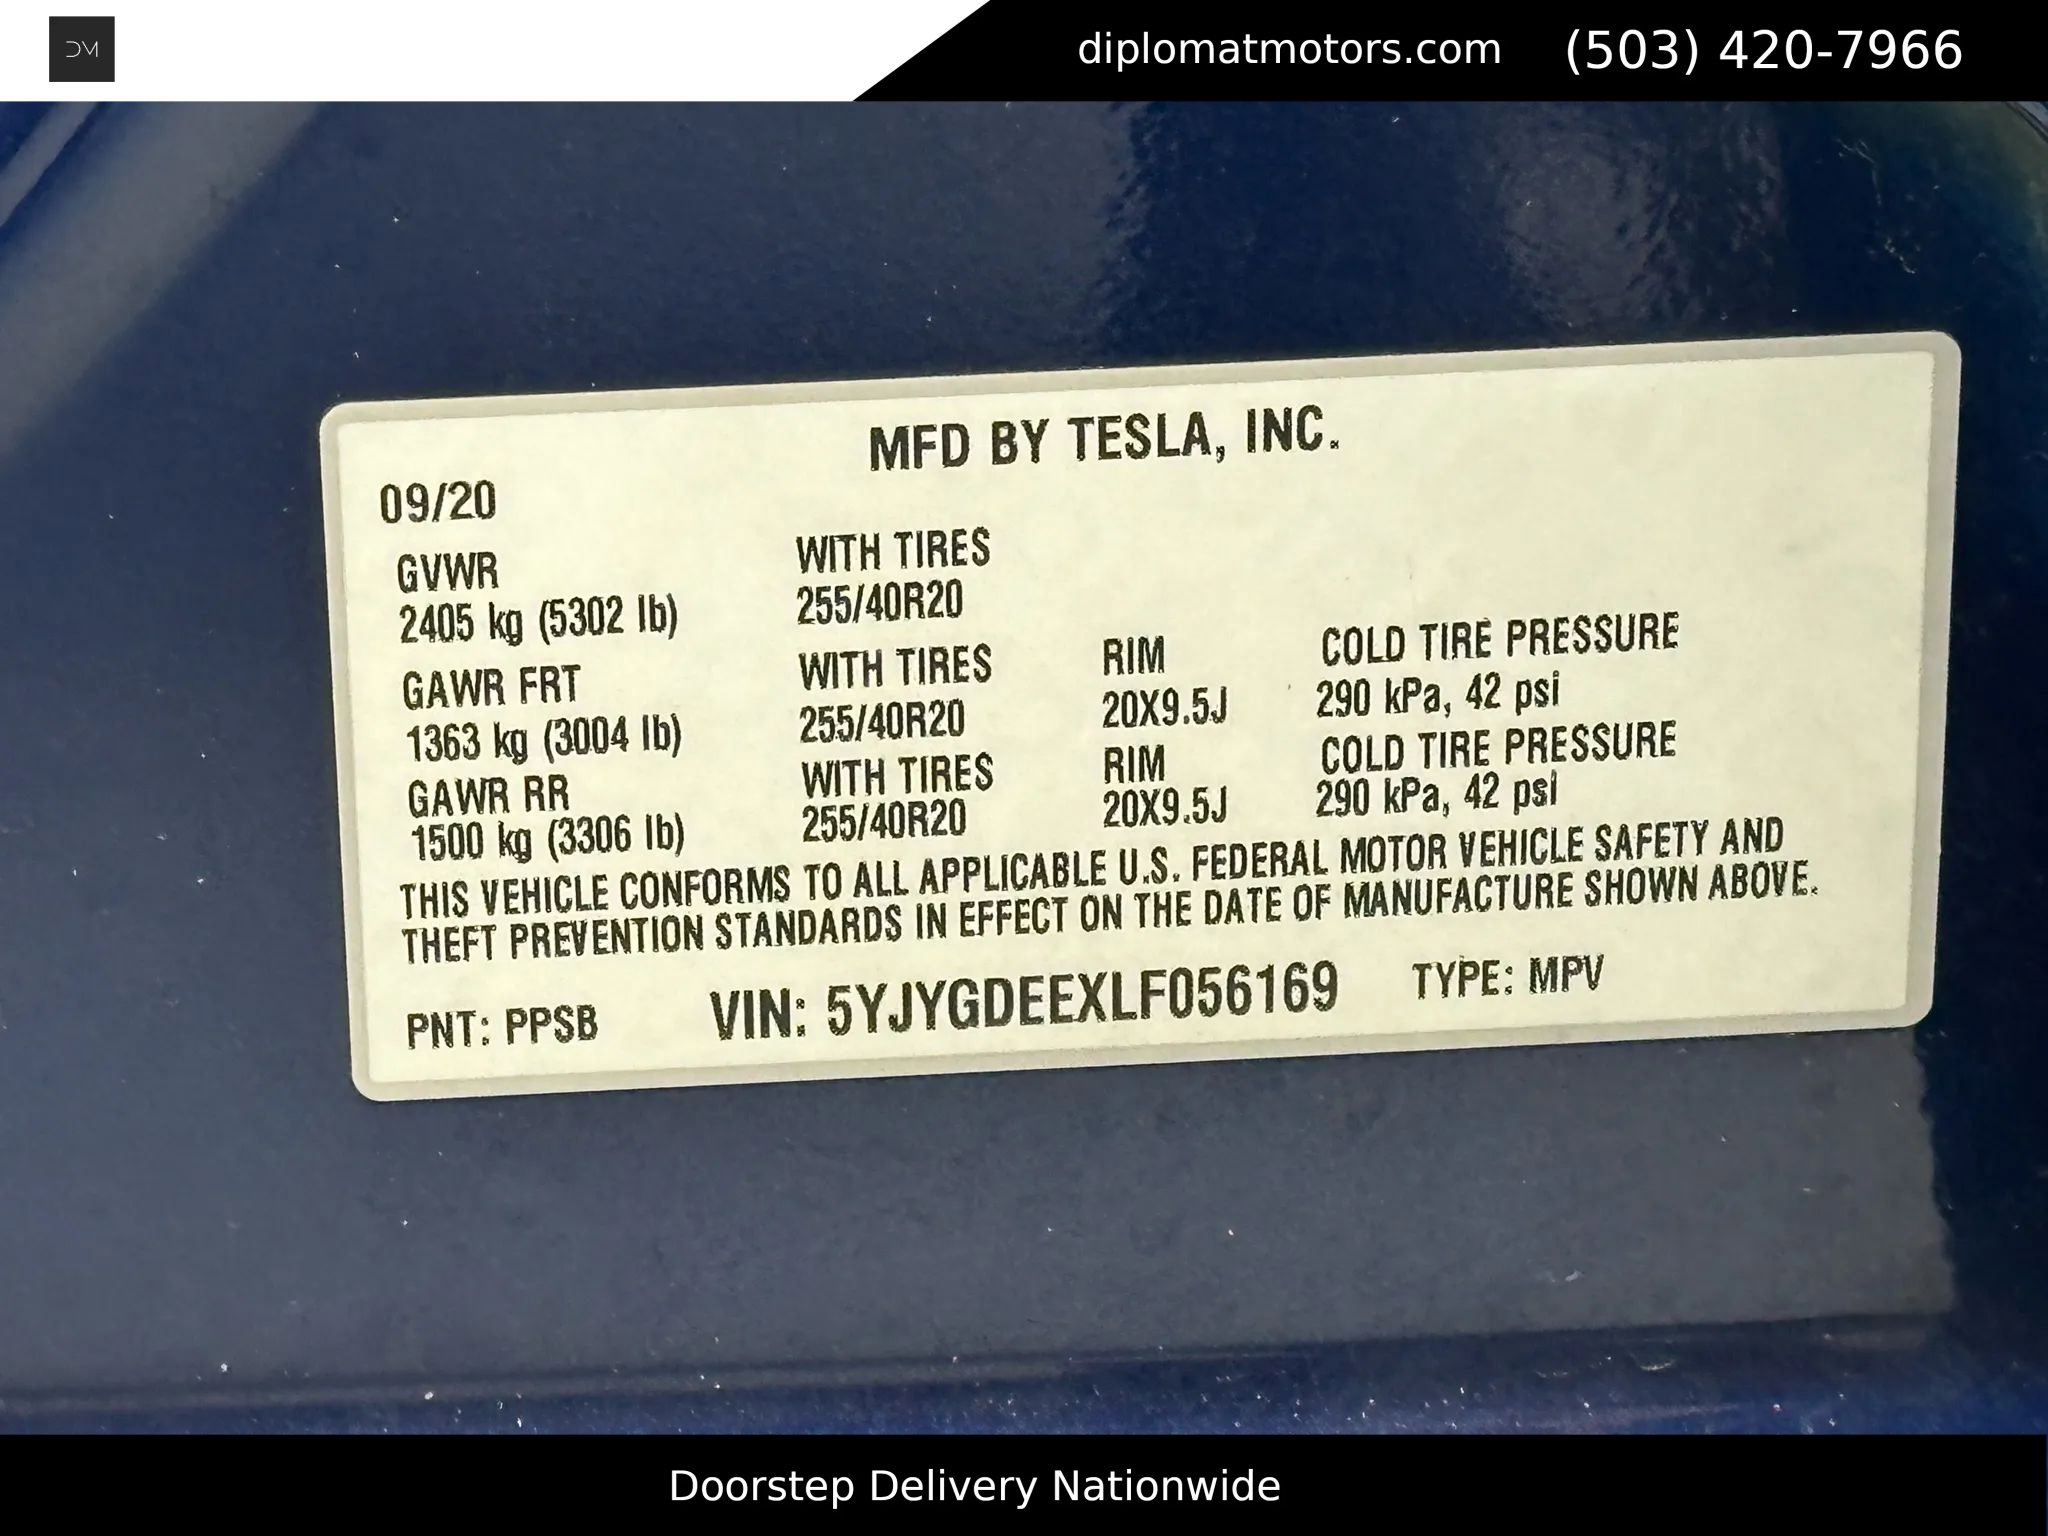 DM
diplomatmotors.com (503) 420-7966
MFD BY TESLA, INC.
09/20
GVWR WITH TIRES
2405 kg (5302 lb) 255/40R20
GAWR FRT WITH TIRES RIM COLD TIRE PRESSURE
1363 kg (3004 lb) 255/40R20 20X9.5J 290 kPa, 42 psi
GAWR RR WITH TIRES RIM COLD TIRE PRESSURE
1500 kg (3306 lb) 255/40R20 20X9.5J 290 kPa, 42 psi
THIS VEHICLE CONFORMS TO ALL APPLICABLE U.S. FEDERAL MOTOR VEHICLE SAFETY AND
THEFT PREVENTION STANDARDS IN EFFECT ON THE DATE OF MANUFACTURE SHOWN ABOVE.
PNT: PPSB VIN: 5YJYGDEEXLF056169 TYPE: MPV
Doorstep Delivery Nationwide